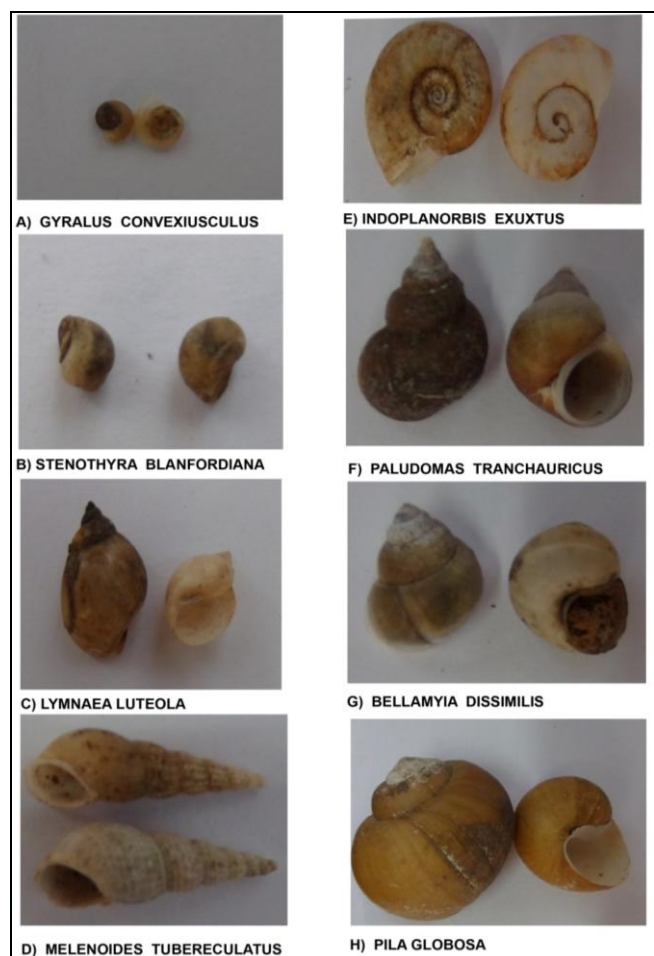 A) GYRALUS CONVEXIUSCULUS
B) STENOTHYRA BLANFORDIANA
C) LYMNAEA LUTEOLA
D) MELENOIDES TUBERECULATUS
E) INDOPLANORBIS EXUXTUS
F) PALUDOMAS TRANCHAURICUS
G) BELLAMYIA DISSIMILIS
H) PILA GLOBOSA